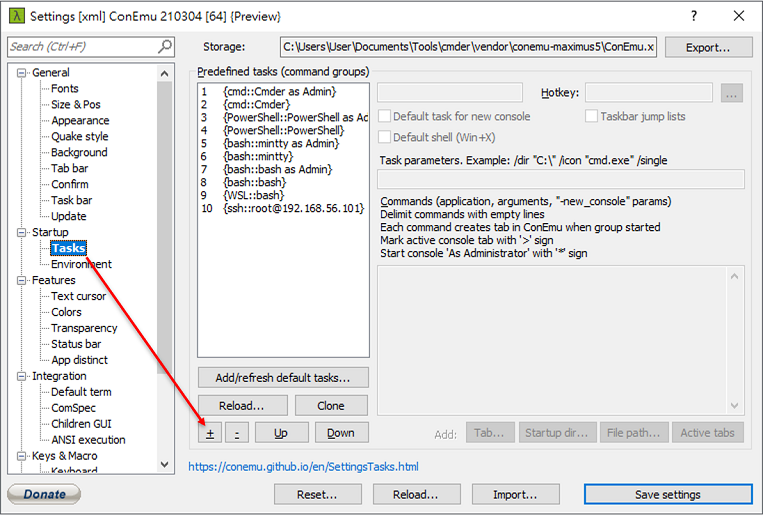 λ Settings [xml] ConEmu 210304 [64] {Preview} ?
Search (Ctrl+F)
Storage: C:\Users\User\Documents\Tools\cmder\vendor\conemu-maximus5\ConEmu.x Export...
General
Fonts
Size & Pos
Appearance
Quake style
Background
Tab bar
Confirm
Task bar
Update
Startup
Tasks
Environment
Features
Text cursor
Colors
Transparency
Status bar
App distinct
Integration
Default term
ComSpec
Children GUI
ANSI execution
Keys & Macro
Keyboard
Predefined tasks (command groups)
1 {cmd::Cmder as Admin}
2 {cmd::Cmder}
3 {PowerShell::PowerShell as Ad
4 {PowerShell::PowerShell}
5 {bash::mintty as Admin}
6 {bash::mintty}
7 {bash::bash as Admin}
8 {bash::bash}
9 {WSL::bash}
10 {ssh::root@192.168.56.101}
Add/refresh default tasks...
Reload... Clone
+ - Up Down
Hotkey: ...
Default task for new console Taskbar jump lists
Default shell (Win+X)
Task parameters. Example: /dir "C:\" /icon "cmd.exe" /single
Commands (application, arguments, "-new_console" params)
Delimit commands with empty lines
Each command creates tab in ConEmu when group started
Mark active console tab with '>' sign
Start console 'As Administrator' with '*' sign
Add: Tab... Startup dir... File path... Active tabs
https://conemu.github.io/en/SettingsTasks.html
Donate Reset... Reload... Import... Save settings